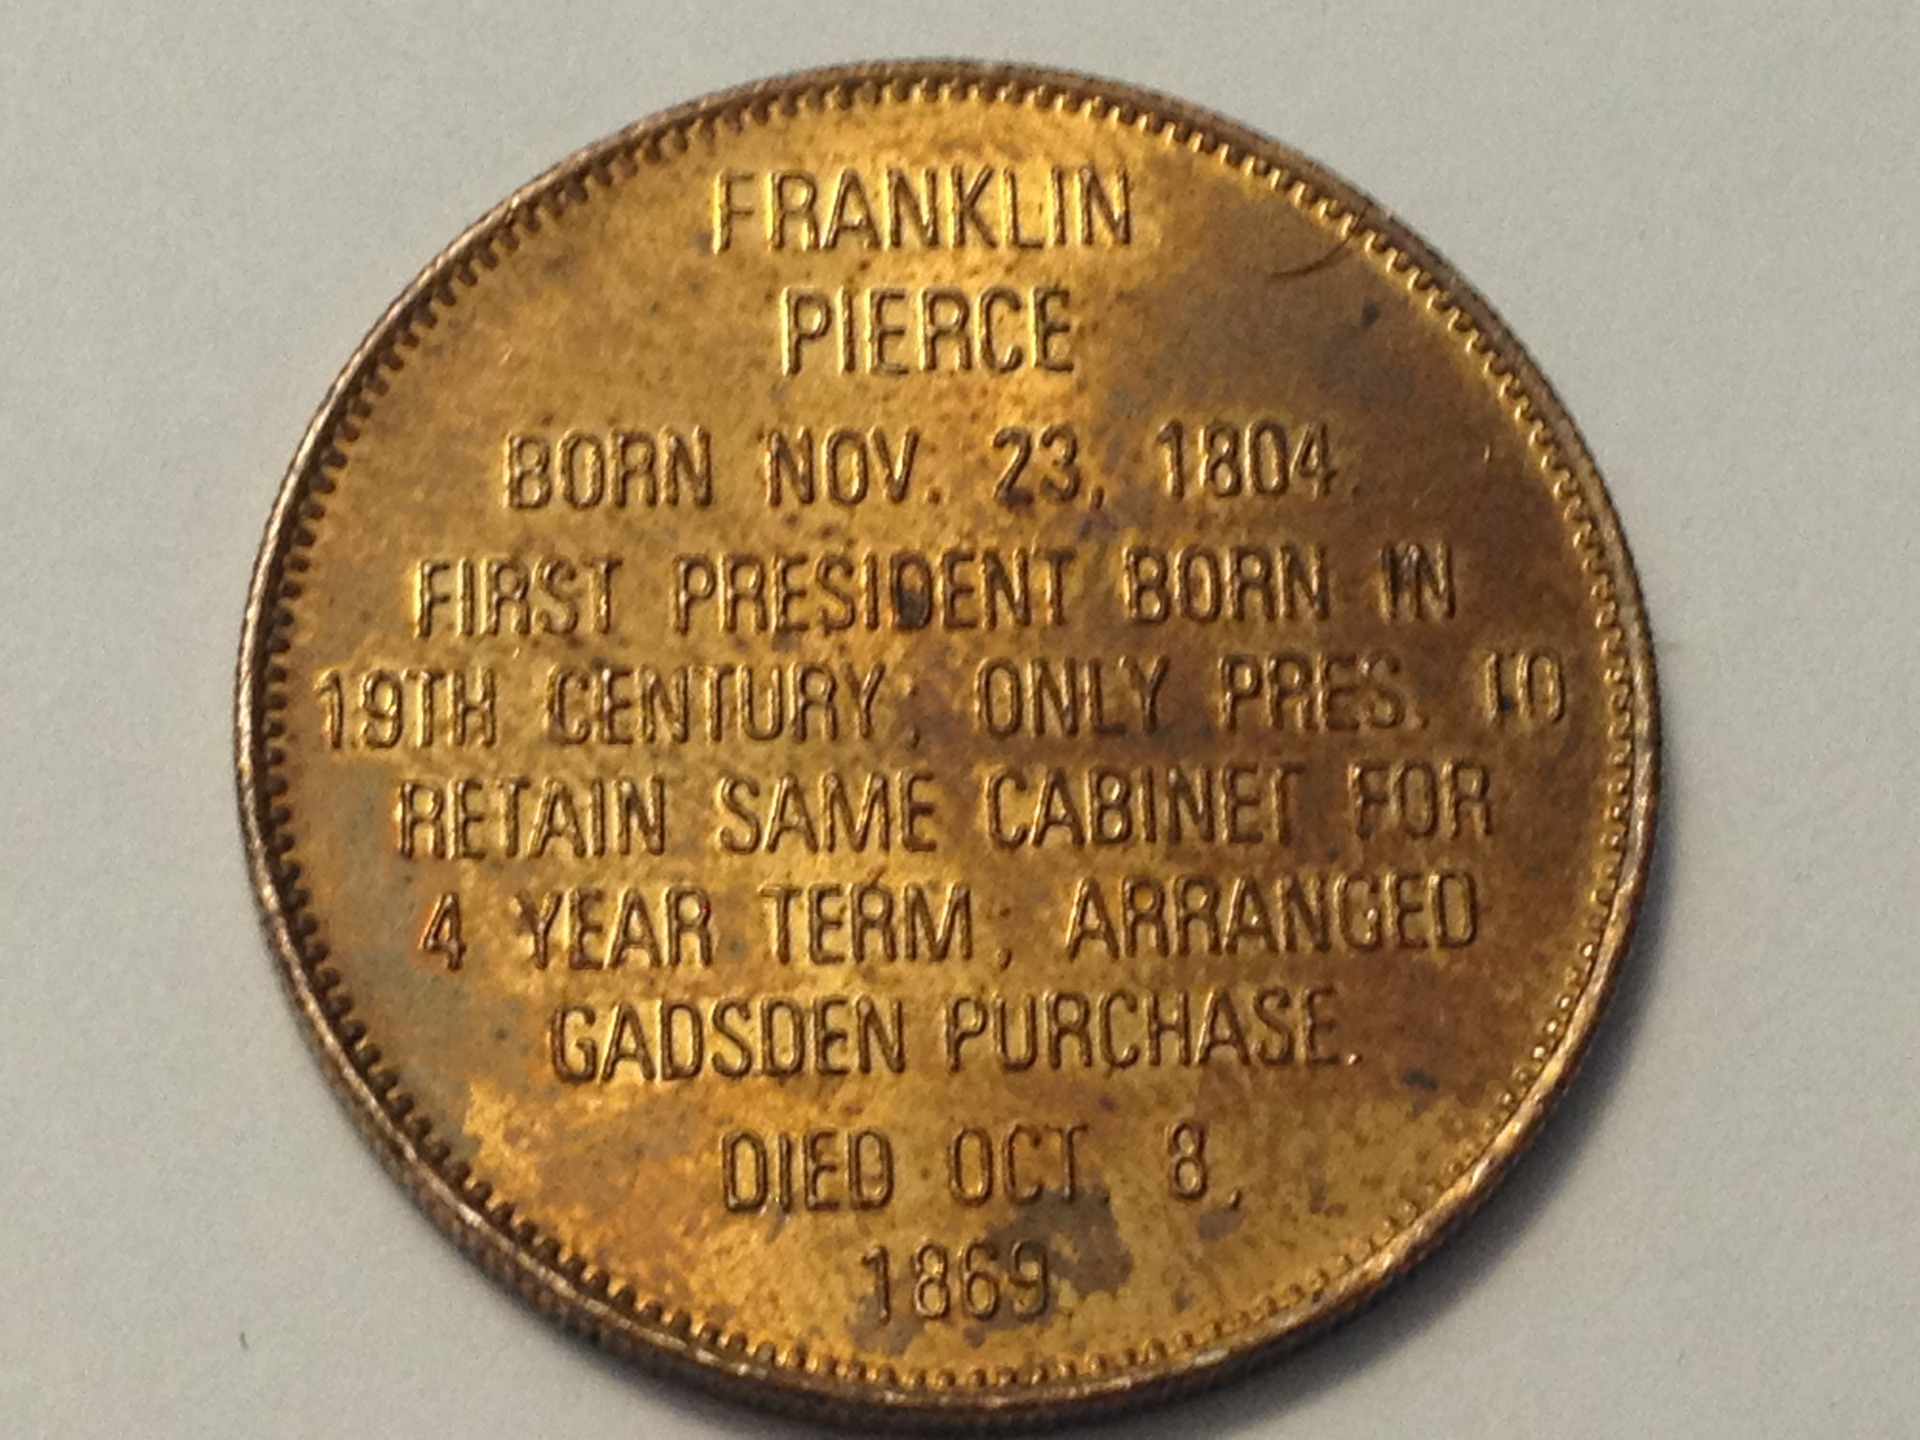 FRANKLIN
PIERCE
BORN NOV. 23, 1804.
FIRST PRESIDENT BORN IN
19TH CENTURY, ONLY PRES. TO
RETAIN SAME CABINET FOR
4 YEAR TERM, ARRANGED
GADSDEN PURCHASE.
DIED OCT. 8,
1869.